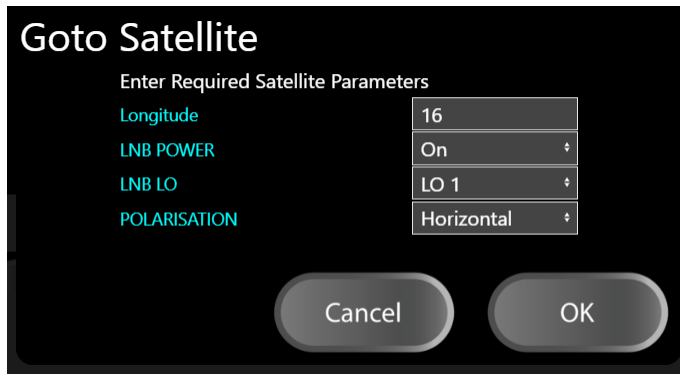 Goto Satellite
Enter Required Satellite Parameters
Longitude 16
LNB POWER On
LNB LO LO 1
POLARISATION Horizontal
Cancel OK